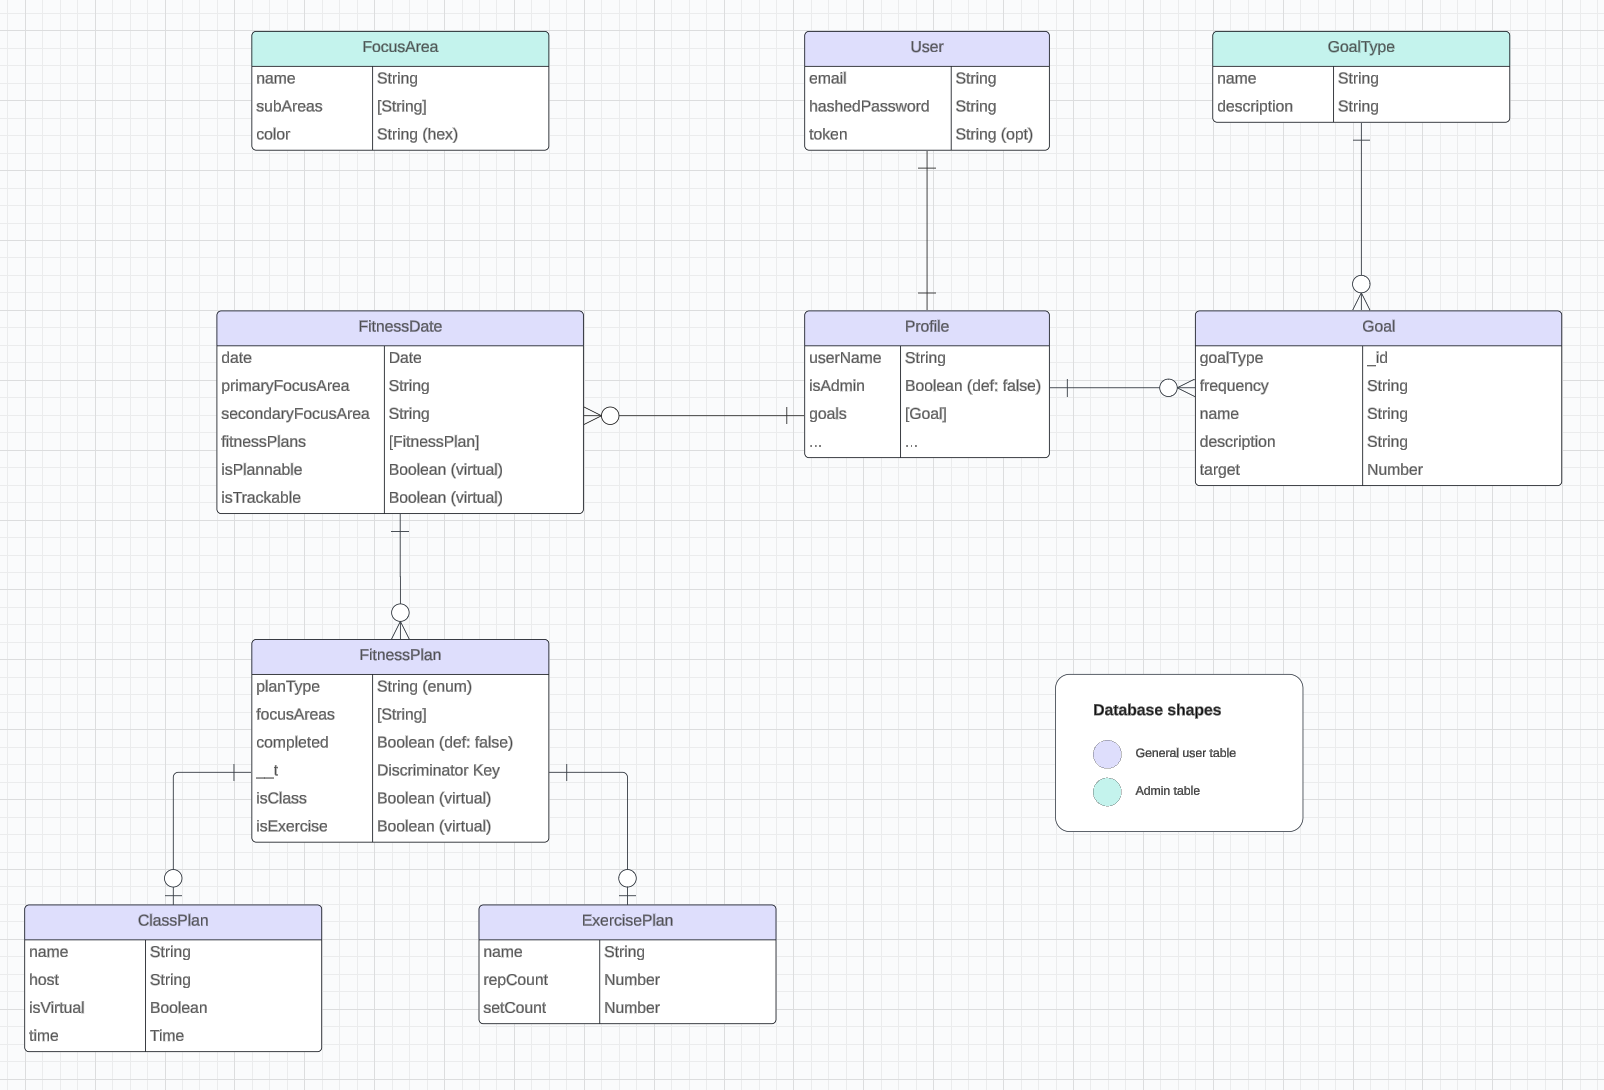 FocusArea
name String
subAreas [String]
color String (hex)
User
email String
hashedPassword String
token String (opt)
GoalType
name String
description String
FitnessDate
date Date
primaryFocusArea String
secondaryFocusArea String
fitnessPlans [FitnessPlan]
isPlannable Boolean (virtual)
isTrackable Boolean (virtual)
Profile
userName String
isAdmin Boolean (def: false)
goals [Goal]
... ...
Goal
goalType _id
frequency String
name String
description String
target Number
FitnessPlan
planType String (enum)
focusAreas [String]
completed Boolean (def: false)
__t Discriminator Key
isClass Boolean (virtual)
isExercise Boolean (virtual)
Database shapes
General user table
Admin table
ClassPlan
name String
host String
isVirtual Boolean
time Time
ExercisePlan
name String
repCount Number
setCount Number